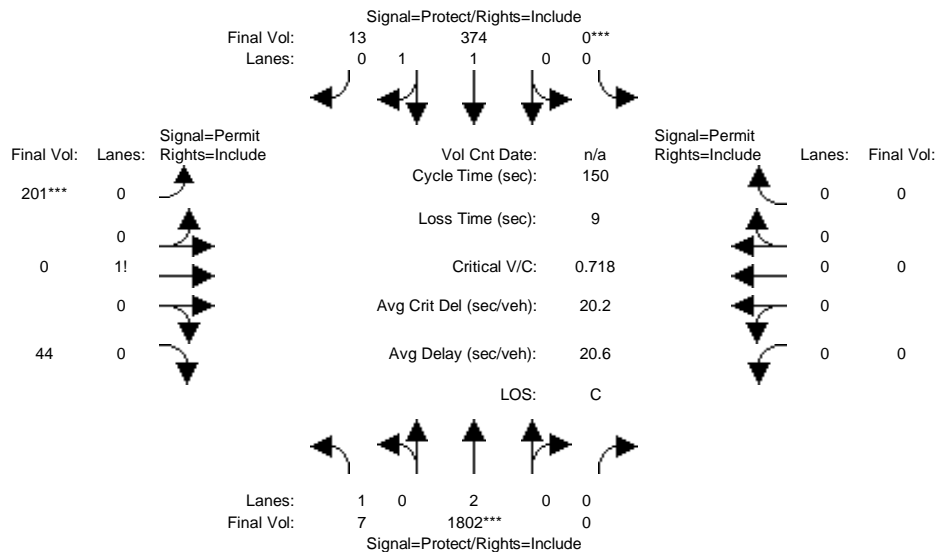 Signal=Protect/Rights=Include
Final Vol: 13 374 0***
Lanes: 0 1 1 0 0
Signal=Permit Signal=Permit
Final Vol: Lanes: Rights=Include Vol Cnt Date: n/a Rights=Include Lanes: Final Vol:
Cycle Time (sec): 150
201*** 0 0 0
Loss Time (sec): 9
0 0
0 1! Critical V/C: 0.718 0 0
0 Avg Crit Del (sec/veh): 20.2 0
44 0 Avg Delay (sec/veh): 20.6 0 0
LOS: C
Lanes: 1 0 2 0 0
Final Vol: 7 1802*** 0
Signal=Protect/Rights=Include